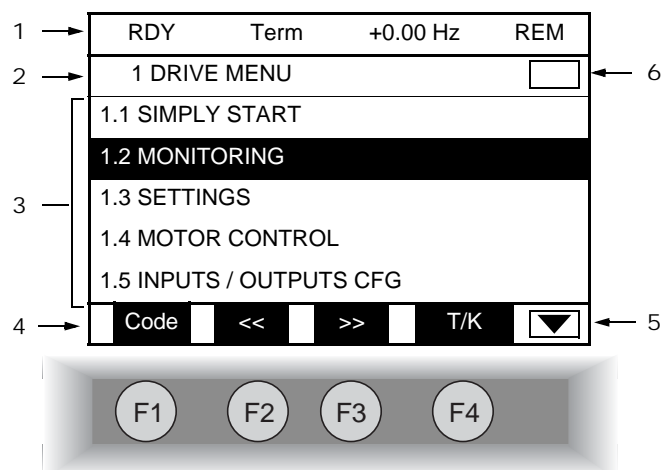 1 RDY Term +0.00 Hz REM
2 1 DRIVE MENU 6
1.1 SIMPLY START
1.2 MONITORING
3 1.3 SETTINGS
1.4 MOTOR CONTROL
1.5 INPUTS / OUTPUTS CFG
4 Code << >> T/K 5
F1 F2 F3 F4